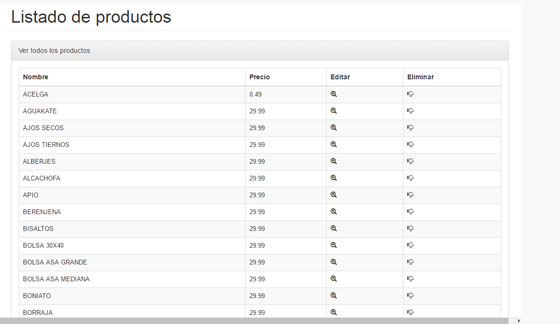 Listado de productos
Ver todos los productos
Nombre Precio Editar Eliminar
ACELGA 0.49
AGUAKATE 29.99
AJOS SECOS 29.99
AJOS TIERNOS 29.99
ALBERJES 29.99
ALCACHOFA 29.99
APIO 29.99
BERENJENA 29.99
BISALTOS 29.99
BOLSA 30X40 29.99
BOLSA ASA GRANDE 29.99
BOLSA ASA MEDIANA 29.99
BONIATO 29.99
BORRAJA 29.99